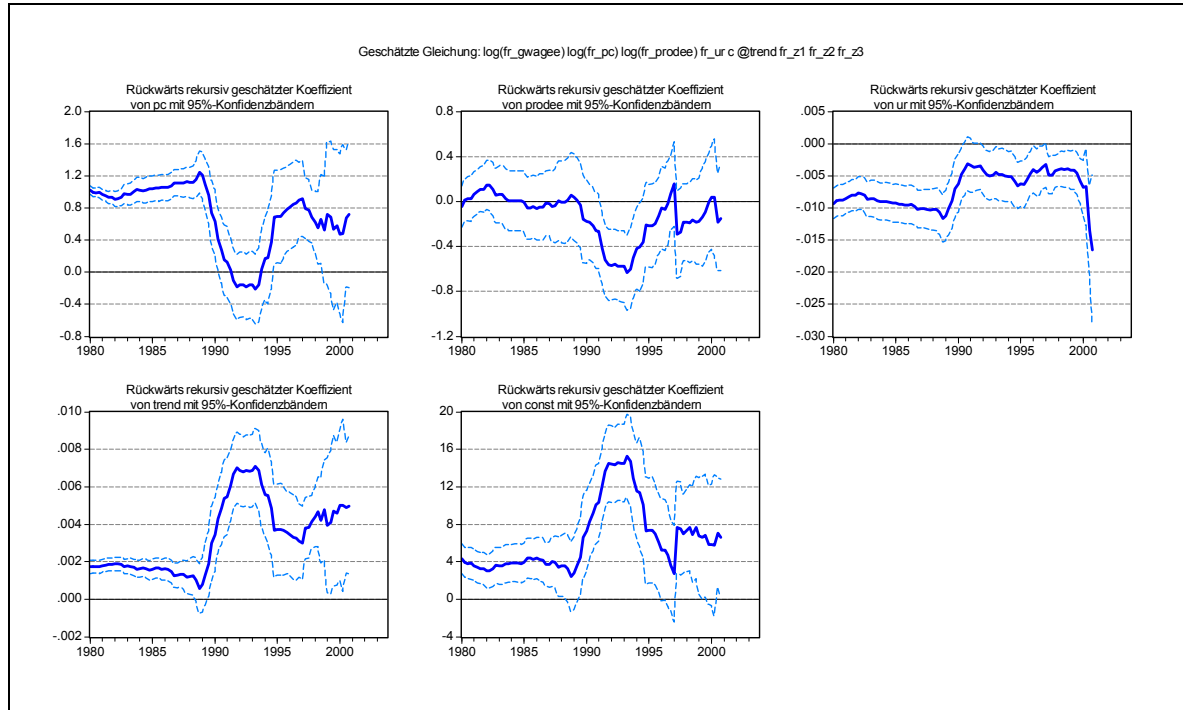 Geschätzte Gleichung: log(fr_gwagee) log(fr_pc) log(fr_prodee) fr_ur c @trend fr_z1 fr_z2 fr_z3
Rückwärts rekursiv geschätzter Koeffizient
von pc mit 95%-Konfidenzbändern
2.0
1.6
1.2
0.8
0.4
0.0
-0.4
-0.8
1980 1985 1990 1995 2000
Rückwärts rekursiv geschätzter Koeffizient
von prodee mit 95%-Konfidenzbändern
0.8
0.4
0.0
-0.4
-0.8
-1.2
1980 1985 1990 1995 2000
Rückwärts rekursiv geschätzter Koeffizient
von ur mit 95%-Konfidenzbändern
.005
.000
-.005
-.010
-.015
-.020
-.025
-.030
1980 1985 1990 1995 2000
Rückwärts rekursiv geschätzter Koeffizient
von trend mit 95%-Konfidenzbändern
.010
.008
.006
.004
.002
.000
-.002
1980 1985 1990 1995 2000
Rückwärts rekursiv geschätzter Koeffizient
von const mit 95%-Konfidenzbändern
20
16
12
8
4
0
-4
1980 1985 1990 1995 2000